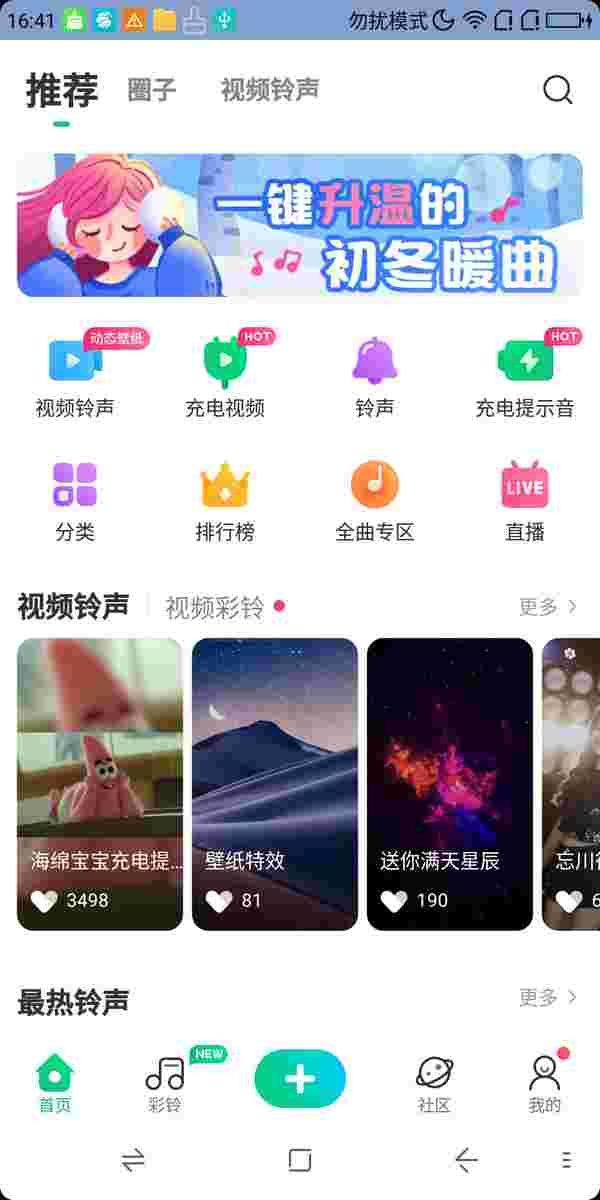 16:41 勿扰模式
推荐 圈子 视频铃声
一键升温的
初冬暖曲
动态壁纸 HOT HOT
视频铃声 充电视频 铃声 充电提示音
LIVE
分类 排行榜 全曲专区 直播
视频铃声 视频彩铃 更多
海绵宝宝充电提... 壁纸特效 送你满天星辰 忘川
3498 81 190 6
最热铃声 更多
NEW
首页 彩铃 社区 我的